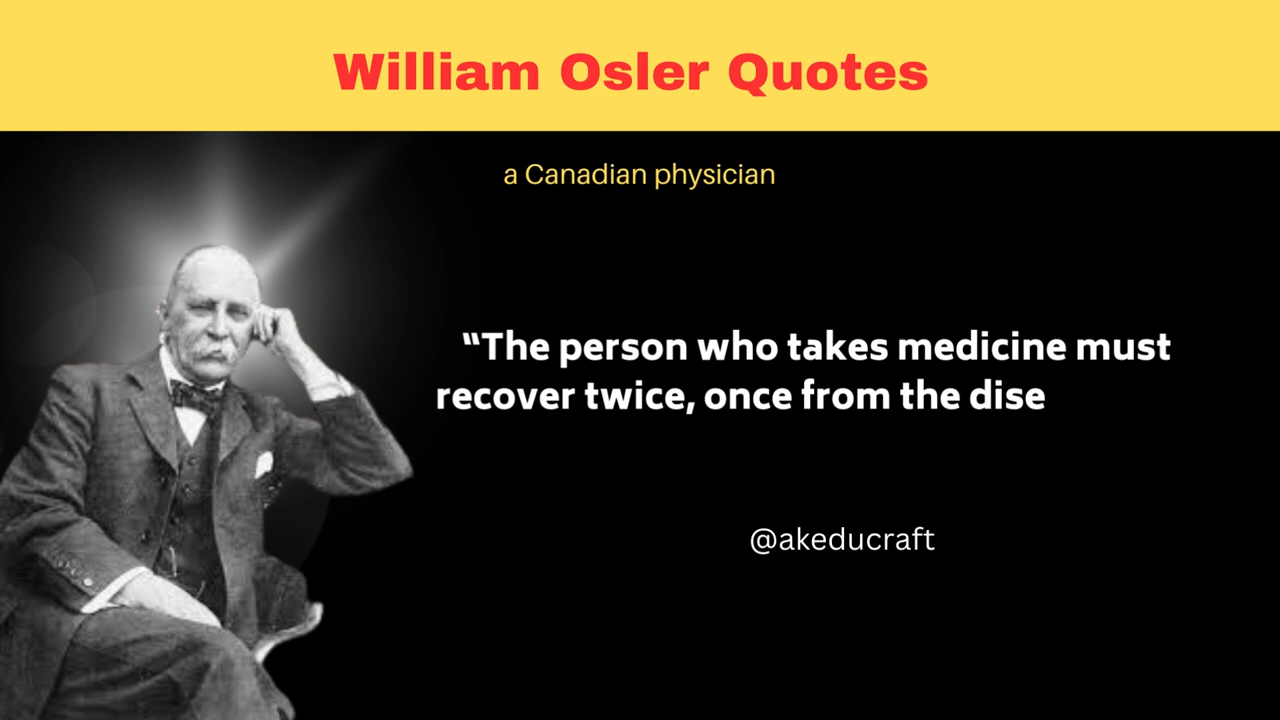 William Osler Quotes
a Canadian physician
“The person who takes medicine must
recover twice, once from the dise
@akeducraft